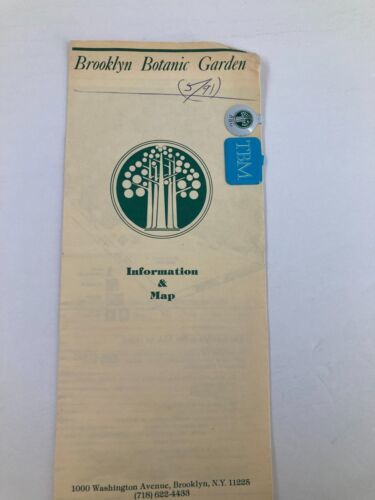 Brooklyn Botanic Garden
(5/91)
TBM
Information
&
Map
1000 Washington Avenue, Brooklyn, N.Y. 11225
(718) 622-4433